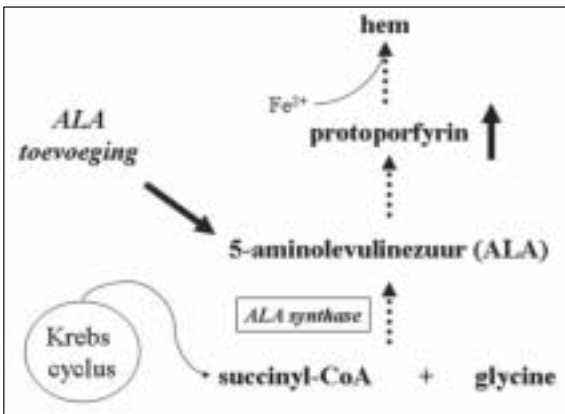 hem
Fe²⁺
protoporfyrin
ALA
toevoeging
5-aminolevulinezuur (ALA)
ALA synthase
Krebs
cyclus
succinyl-CoA + glycine